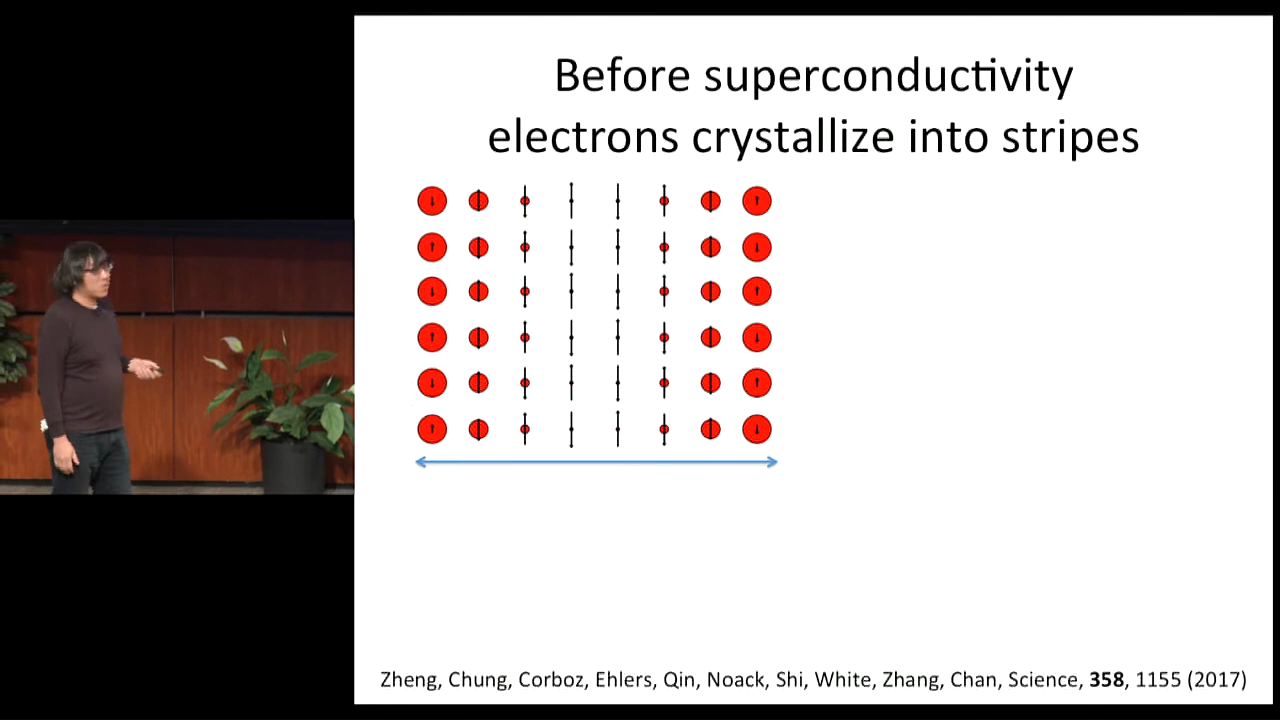 Before superconductivity
electrons crystallize into stripes
Zheng, Chung, Corboz, Ehlers, Qin, Noack, Shi, White, Zhang, Chan, Science, 358, 1155 (2017)